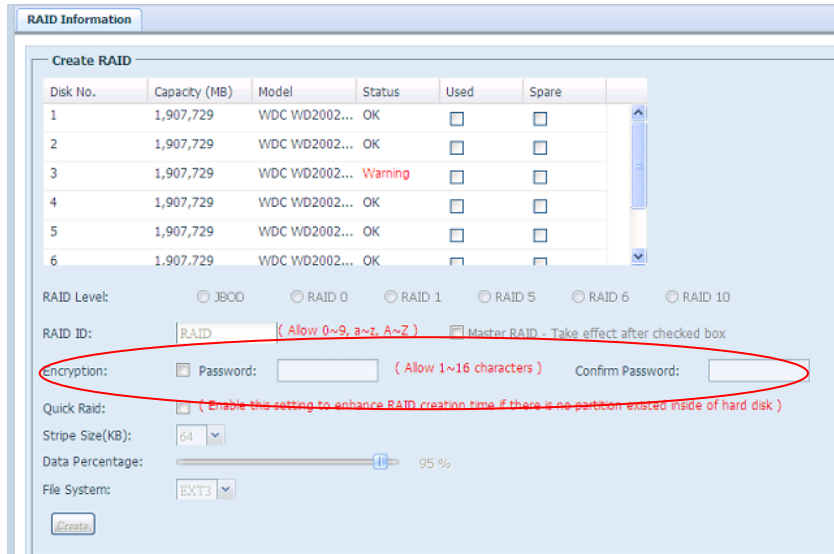 RAID Information
Create RAID
Disk No. Capacity (MB) Model Status Used Spare
1 1,907,729 WDC WD2002... OK
2 1,907,729 WDC WD2002... OK
3 1,907,729 WDC WD2002... Warning
4 1,907,729 WDC WD2002... OK
5 1,907,729 WDC WD2002... OK
6 1,907,729 WDC WD2002... OK
RAID Level: JBOD RAID 0 RAID 1 RAID 5 RAID 6 RAID 10
RAID ID: RAID ( Allow 0~9, a~z, A~Z ) Master RAID - Take effect after checked box
Encryption: Password: ( Allow 1~16 characters ) Confirm Password:
Quick Raid: ( Enable this setting to enhance RAID creation time if there is no partition existed inside of hard disk )
Stripe Size(KB): 64
Data Percentage: 95 %
File System: EXT3
Create